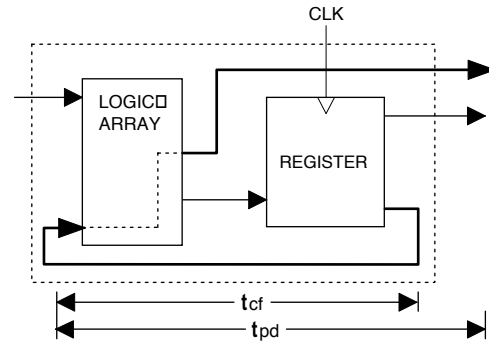 CLK
LOGIC□
ARRAY
REGISTER
tcf
tpd